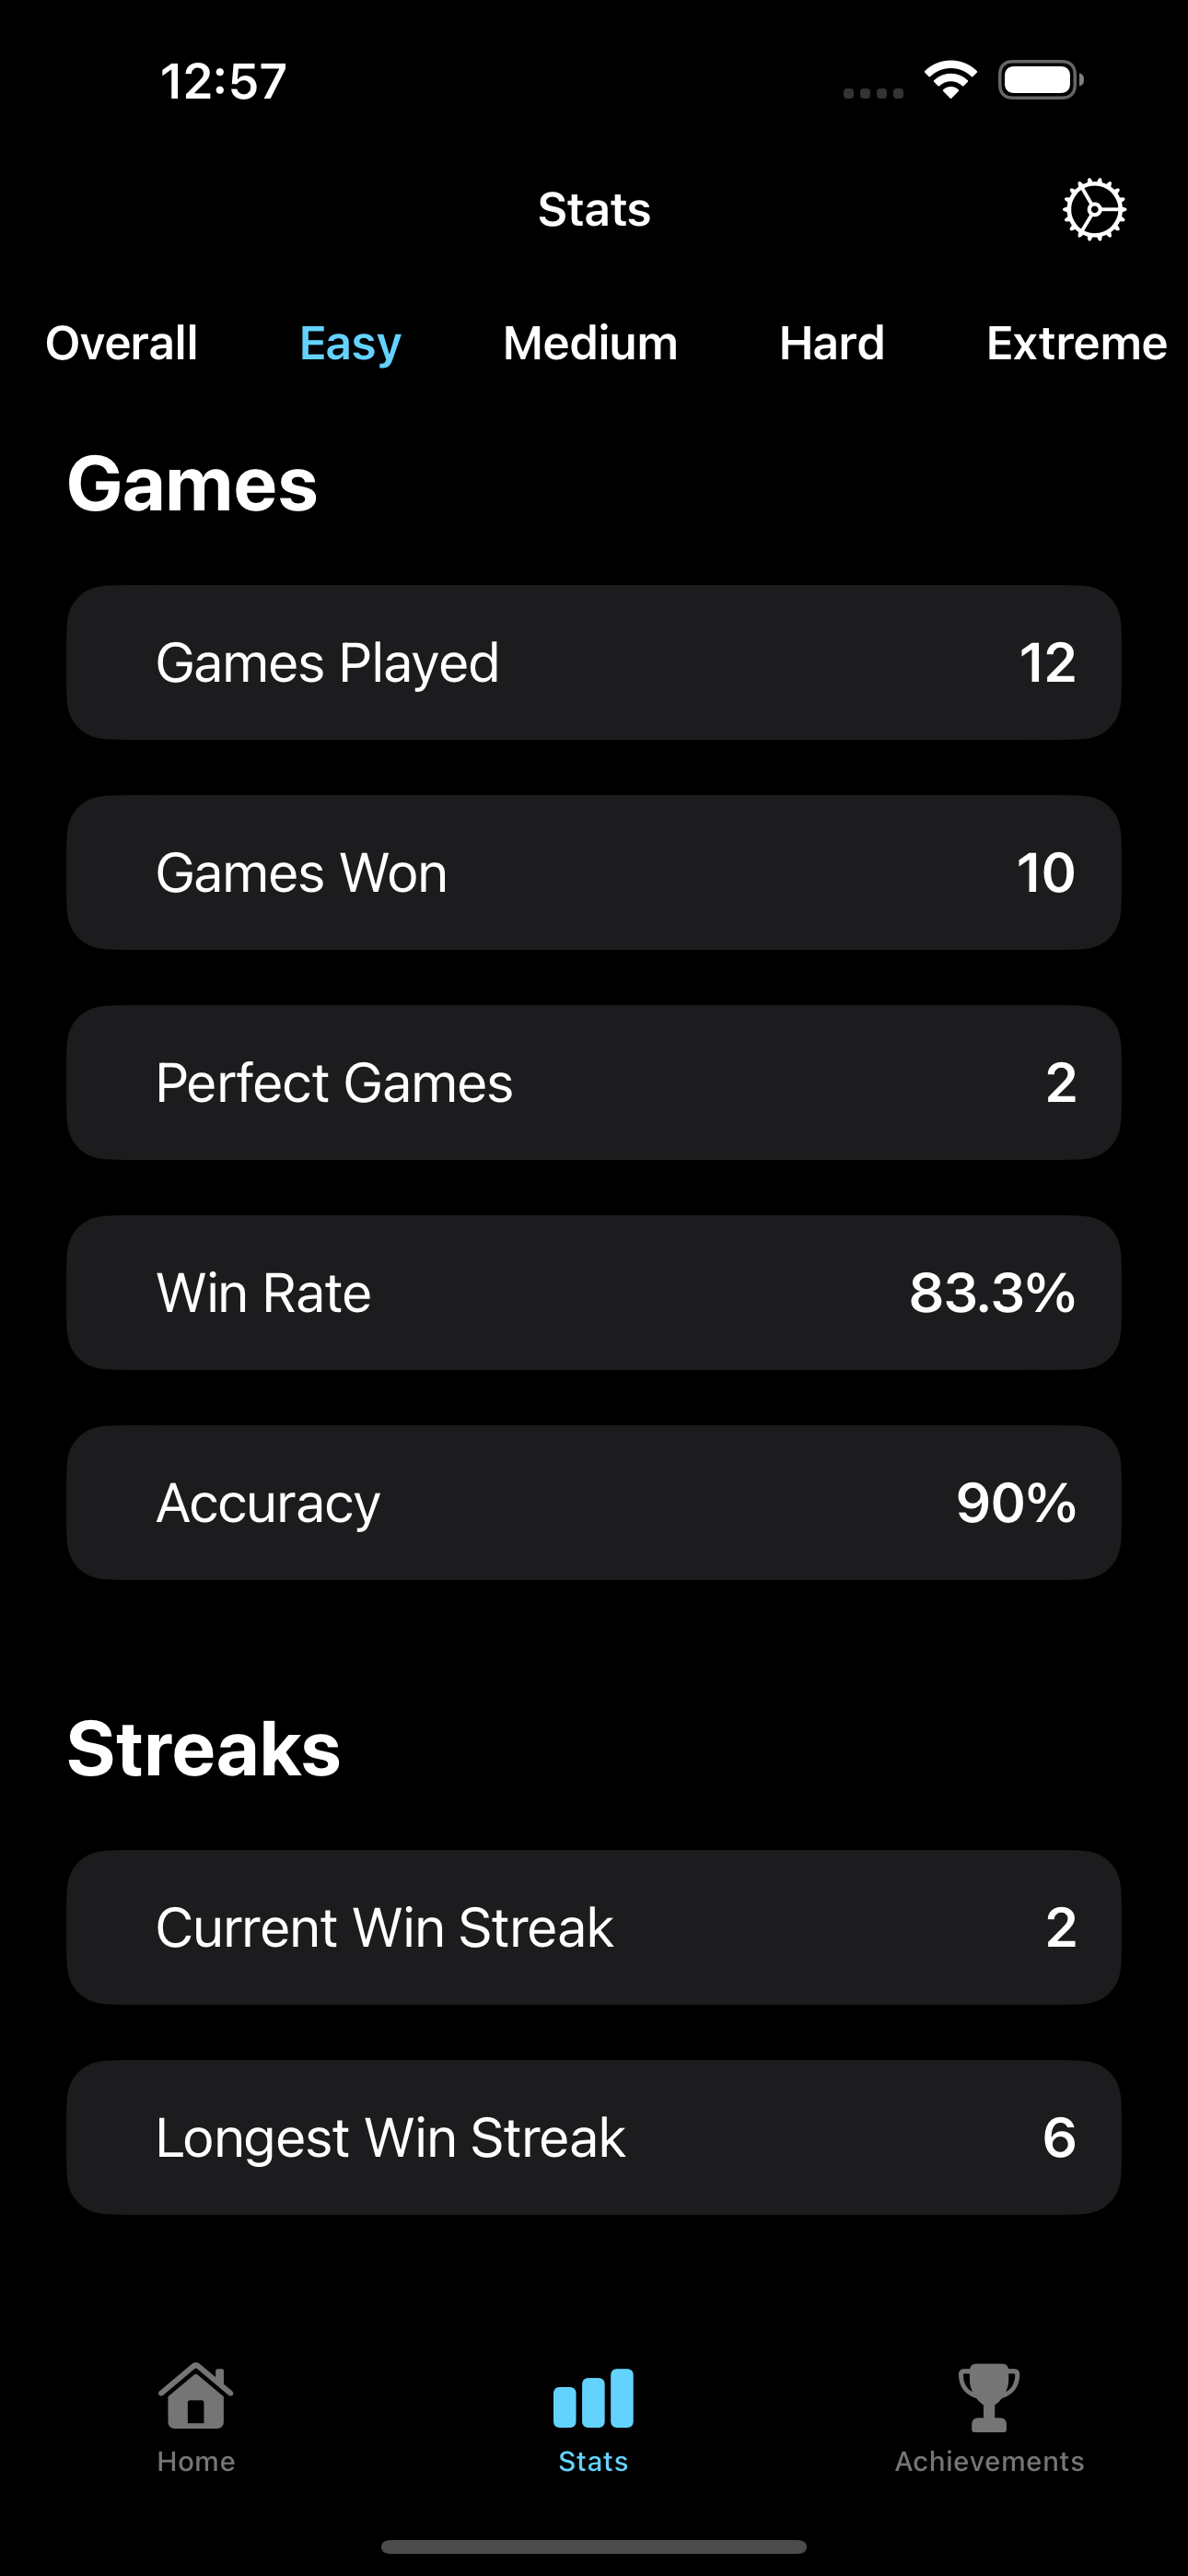 12:57
Stats
Overall Easy Medium Hard Extreme
Games
Games Played 12
Games Won 10
Perfect Games 2
Win Rate 83.3%
Accuracy 90%
Streaks
Current Win Streak 2
Longest Win Streak 6
Home Stats Achievements